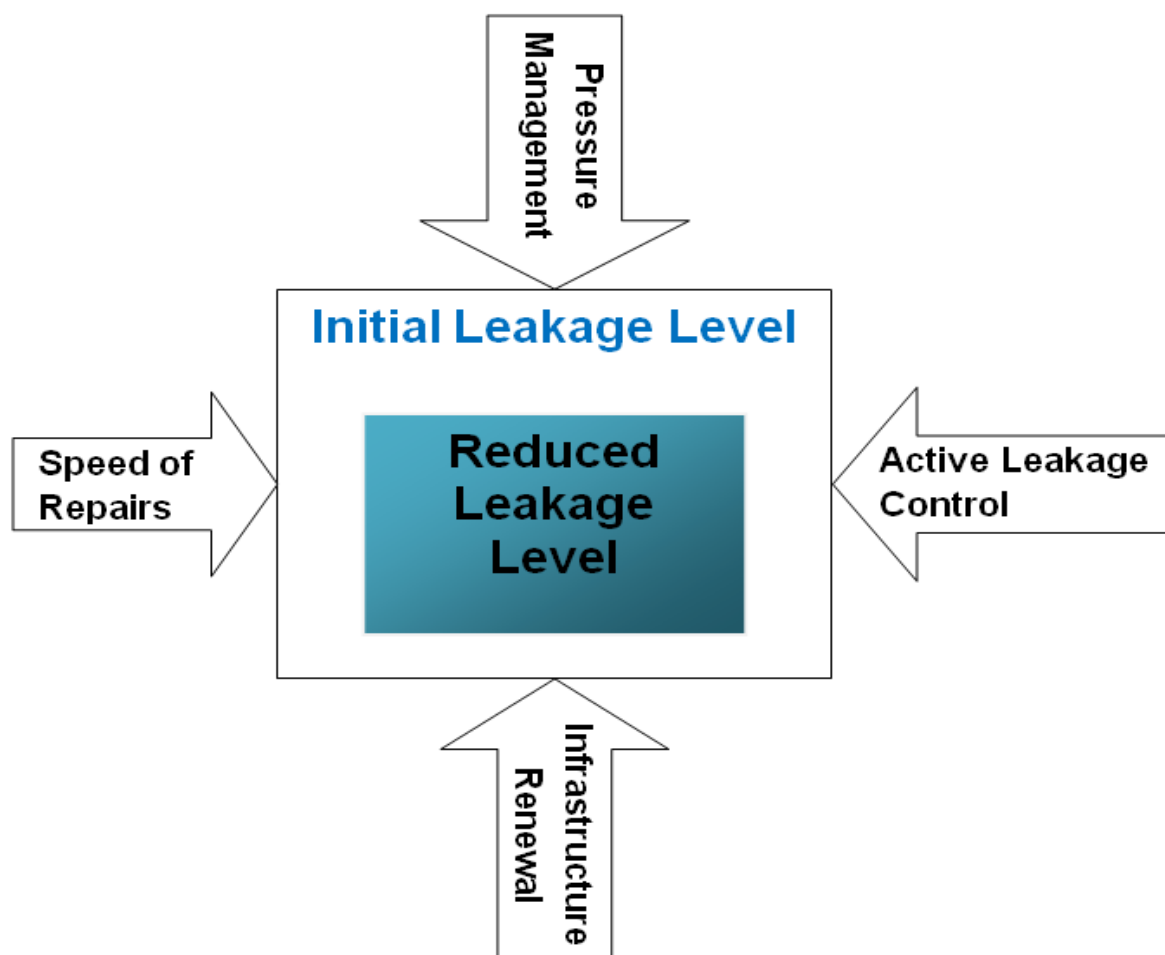 Pressure
Management
Initial Leakage Level
Speed of
Repairs
Reduced
Leakage
Level
Active Leakage
Control
Infrastructure
Renewal